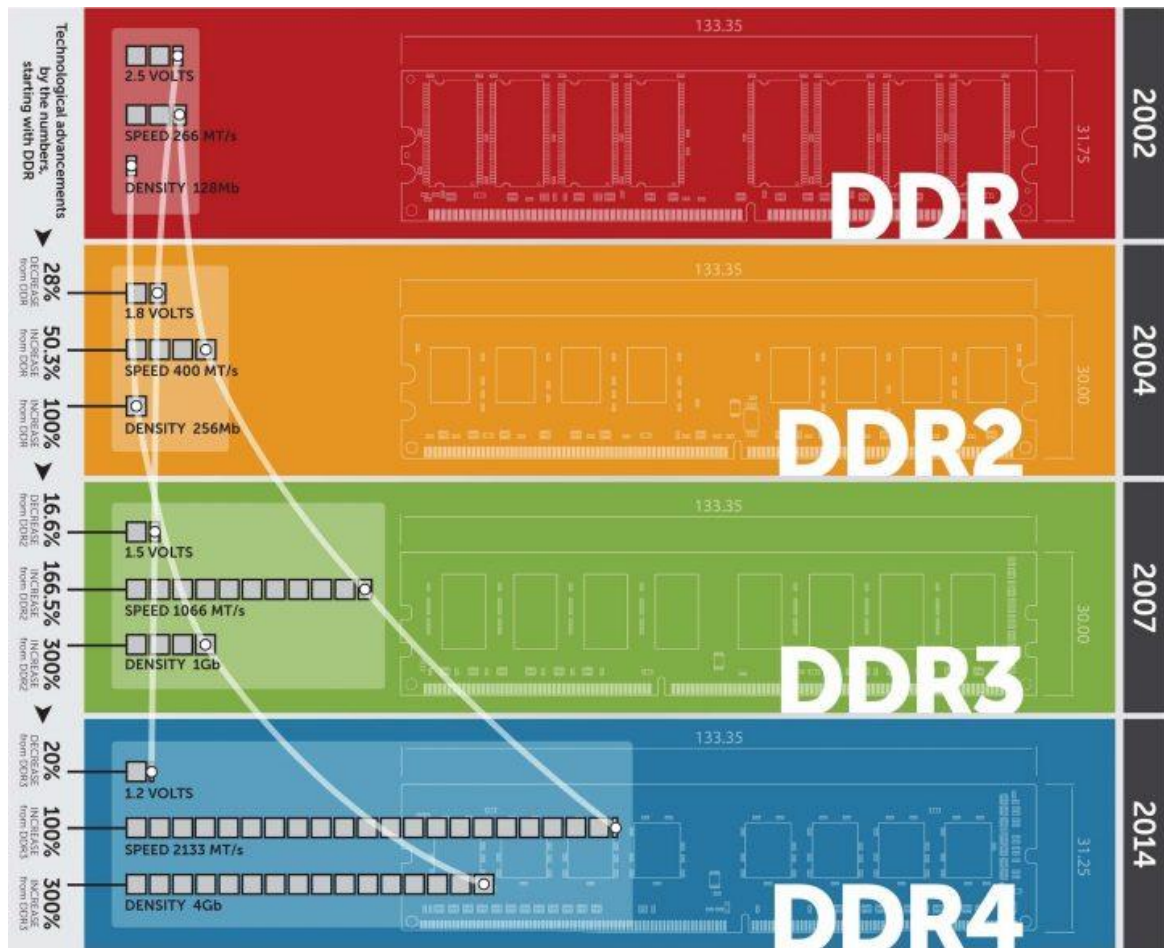 Technological advancements
by the numbers,
starting with DDR
2.5 VOLTS
SPEED 266 MT/s
DENSITY 128Mb
133.35
31.75
DDR
2002
28%
DECREASE
from DDR
50.3%
INCREASE
from DDR
100%
INCREASE
from DDR
1.8 VOLTS
SPEED 400 MT/s
DENSITY 256Mb
133.35
30.00
DDR2
2004
16.6%
DECREASE
from DDR2
166.5%
INCREASE
from DDR2
300%
INCREASE
from DDR2
1.5 VOLTS
SPEED 1066 MT/s
DENSITY 1Gb
133.35
30.00
DDR3
2007
20%
DECREASE
from DDR3
100%
INCREASE
from DDR3
300%
INCREASE
from DDR3
1.2 VOLTS
SPEED 2133 MT/s
DENSITY 4Gb
133.35
31.25
DDR4
2014